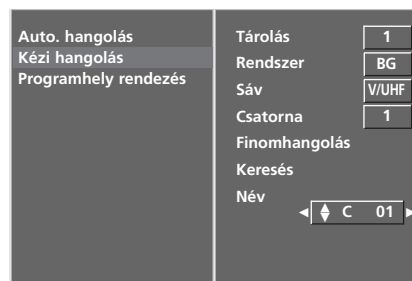 Auto. hangolás
Kézi hangolás
Programhely rendezés
Tárolás 1
Rendszer BG
Sáv V/UHF
Csatorna 1
Finomhangolás
Keresés
Név
C 01